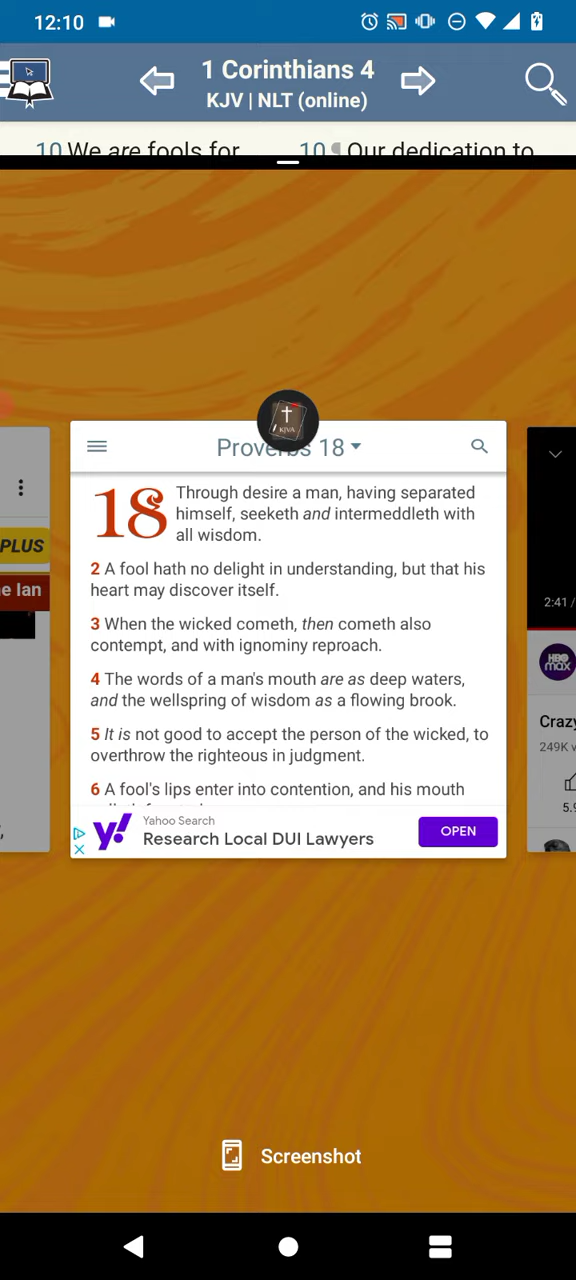 12:10
1 Corinthians 4
KJV | NLT (online)
10 We are fools for
10 ¶ Our dedication to
KJVA
Proverbs 18
18 Through desire a man, having separated
himself, seeketh and intermeddleth with
all wisdom.
2 A fool hath no delight in understanding, but that his
heart may discover itself.
3 When the wicked cometh, then cometh also
contempt, and with ignominy reproach.
4 The words of a man's mouth are as deep waters,
and the wellspring of wisdom as a flowing brook.
5 It is not good to accept the person of the wicked, to
overthrow the righteous in judgment.
6 A fool's lips enter into contention, and his mouth
Yahoo Search
Research Local DUI Lawyers
OPEN
PLUS
e Ian
2:41 /
HBO
max
Crazy
249K v
5.9
Screenshot